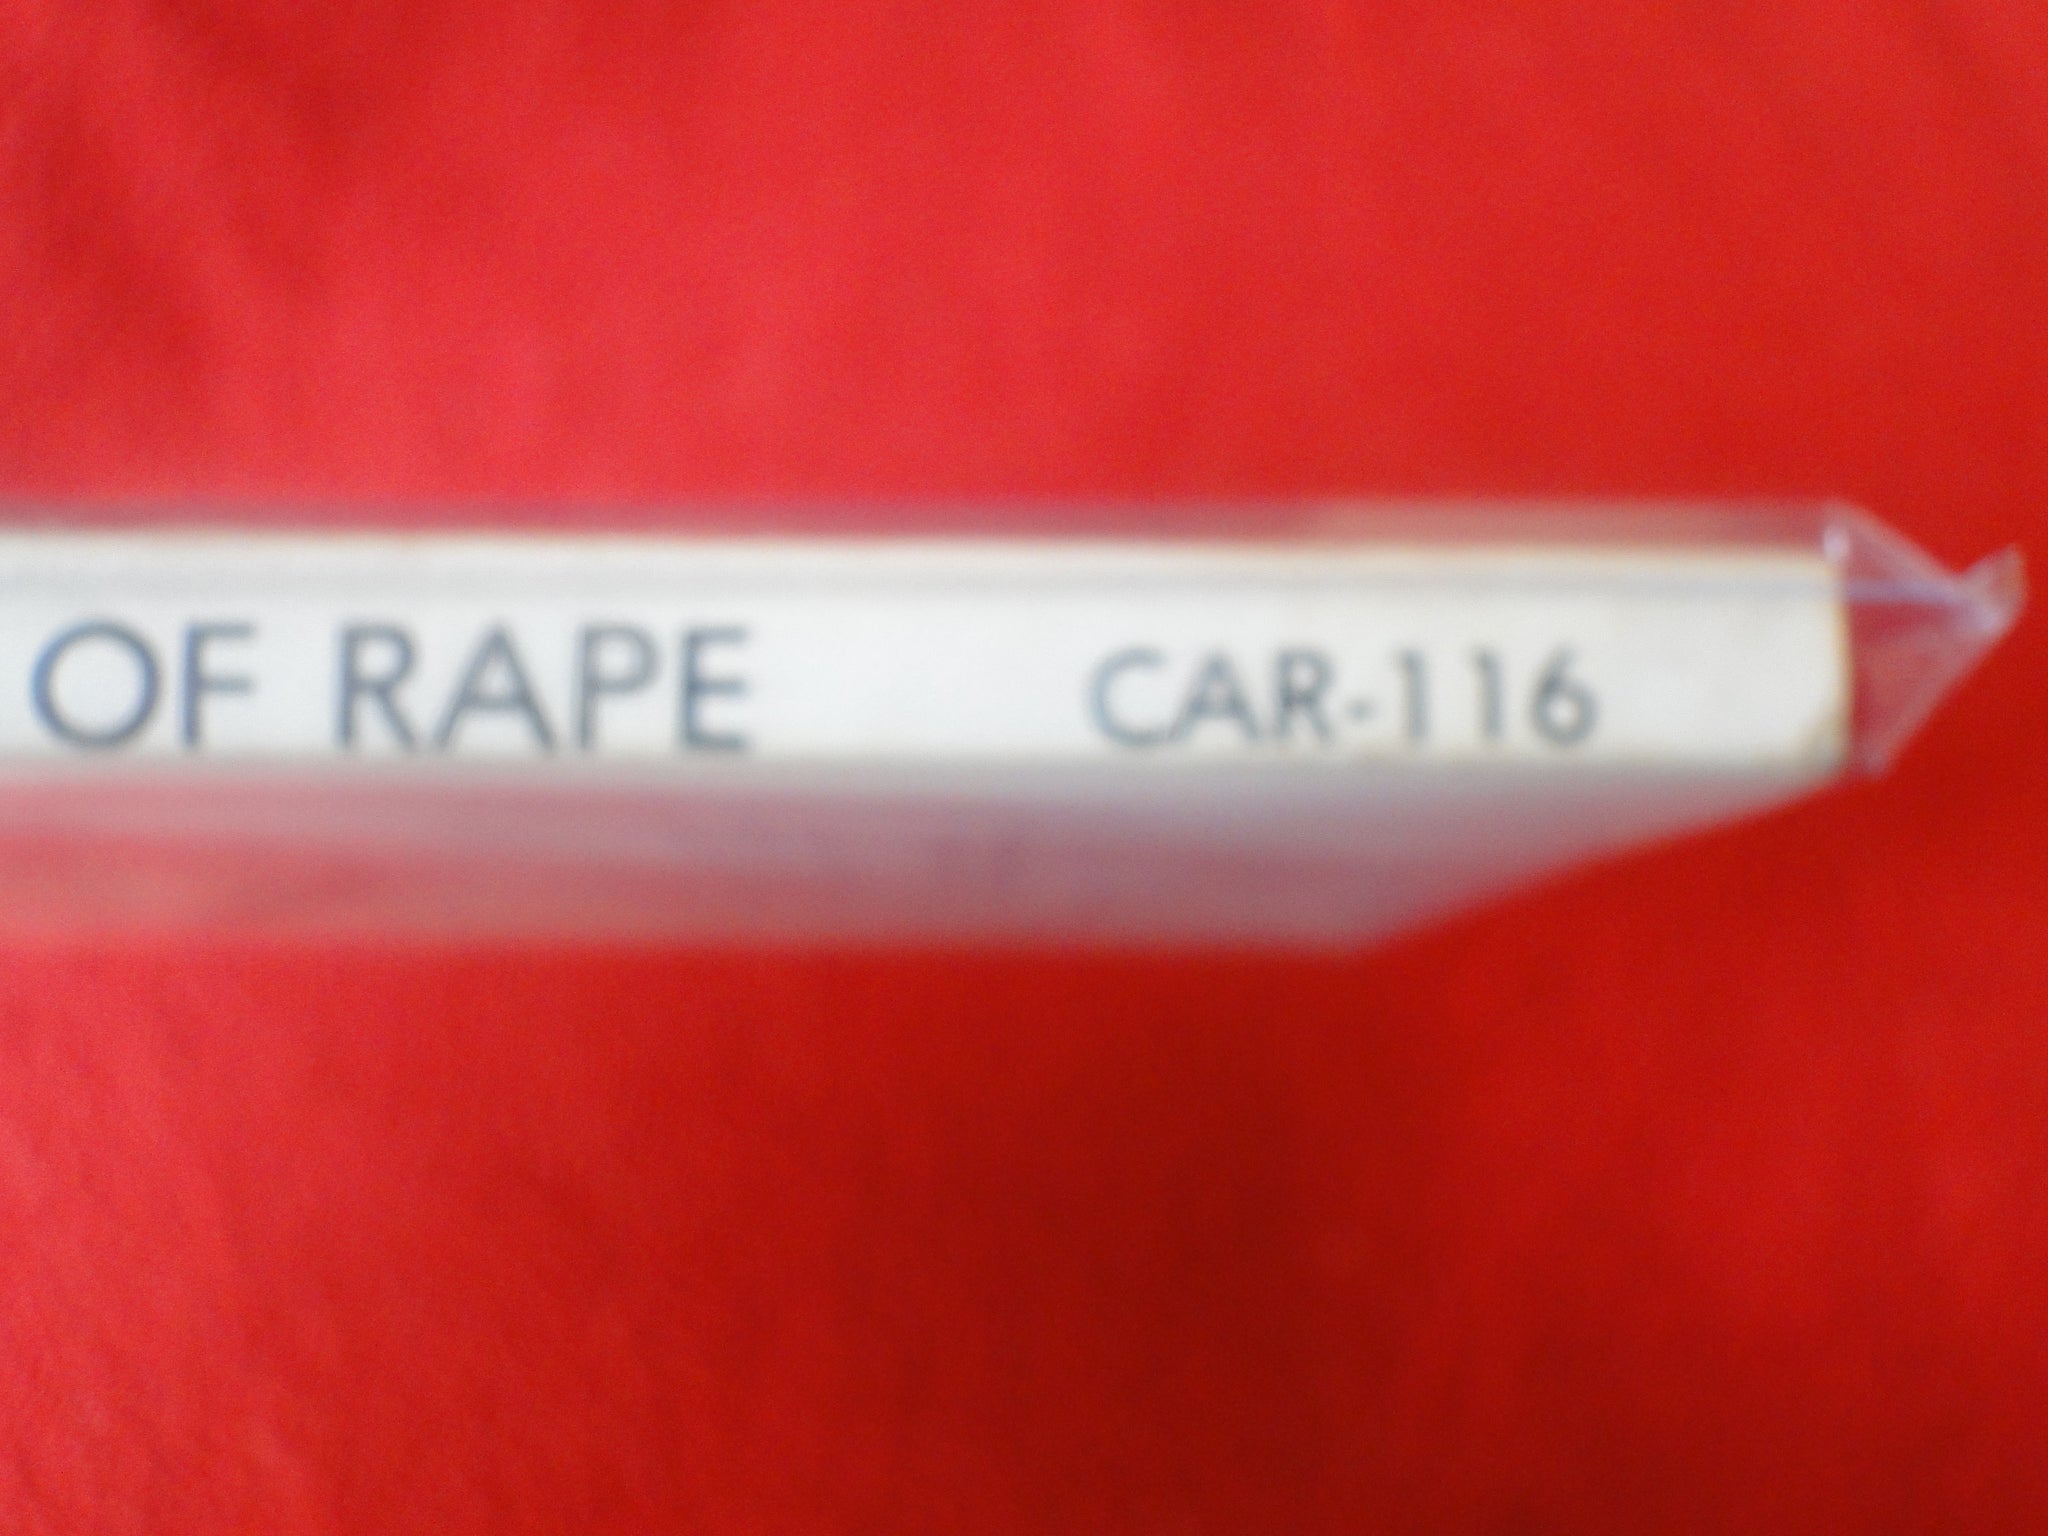 OF RAPE CAR-116